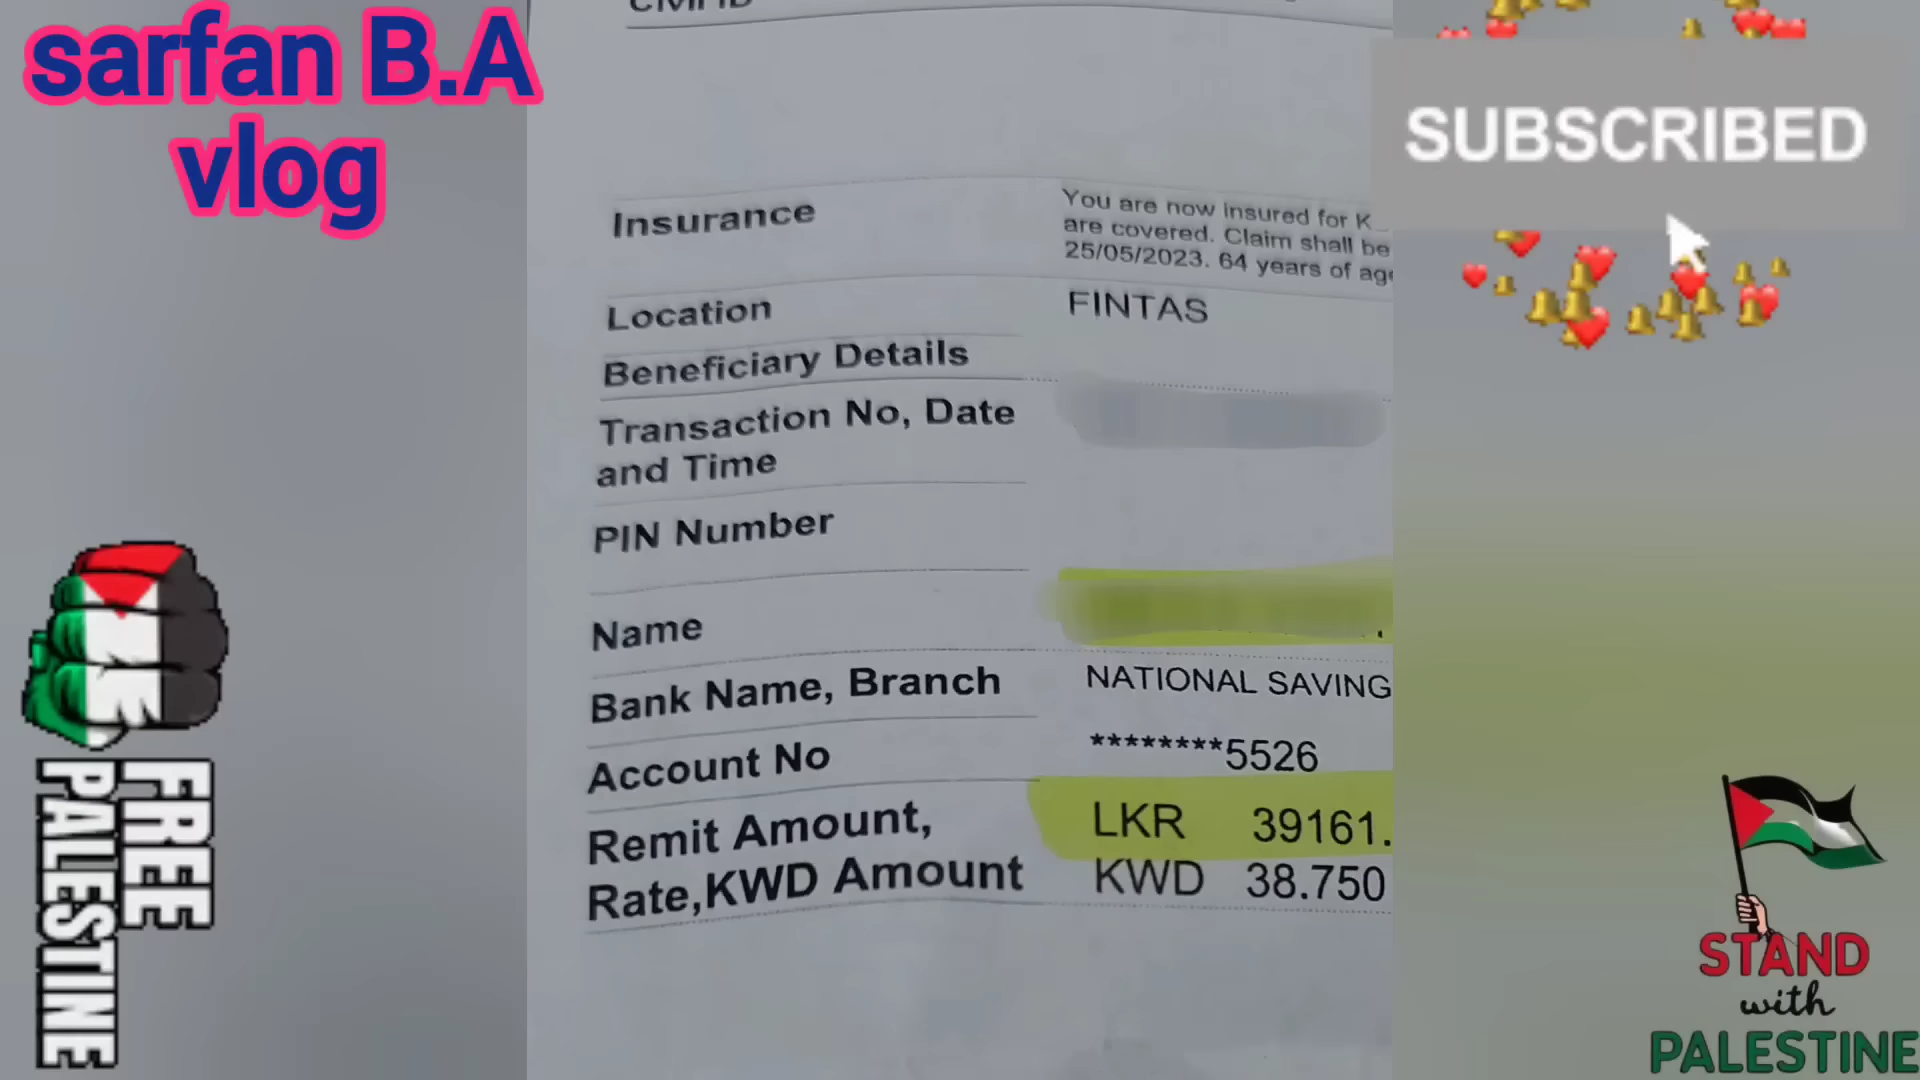 sarfan B.A
vlog
SUBSCRIBED
Insurance
You are now insured for K
are covered. Claim shall be
25/05/2023. 64 years of age
Location
FINTAS
Beneficiary Details
Transaction No, Date
and Time
PIN Number
Name
Bank Name, Branch
NATIONAL SAVING
Account No
********5526
Remit Amount,
LKR 39161.
Rate,KWD Amount
KWD 38.750
FREE
PALESTINE
STAND
with
PALESTINE